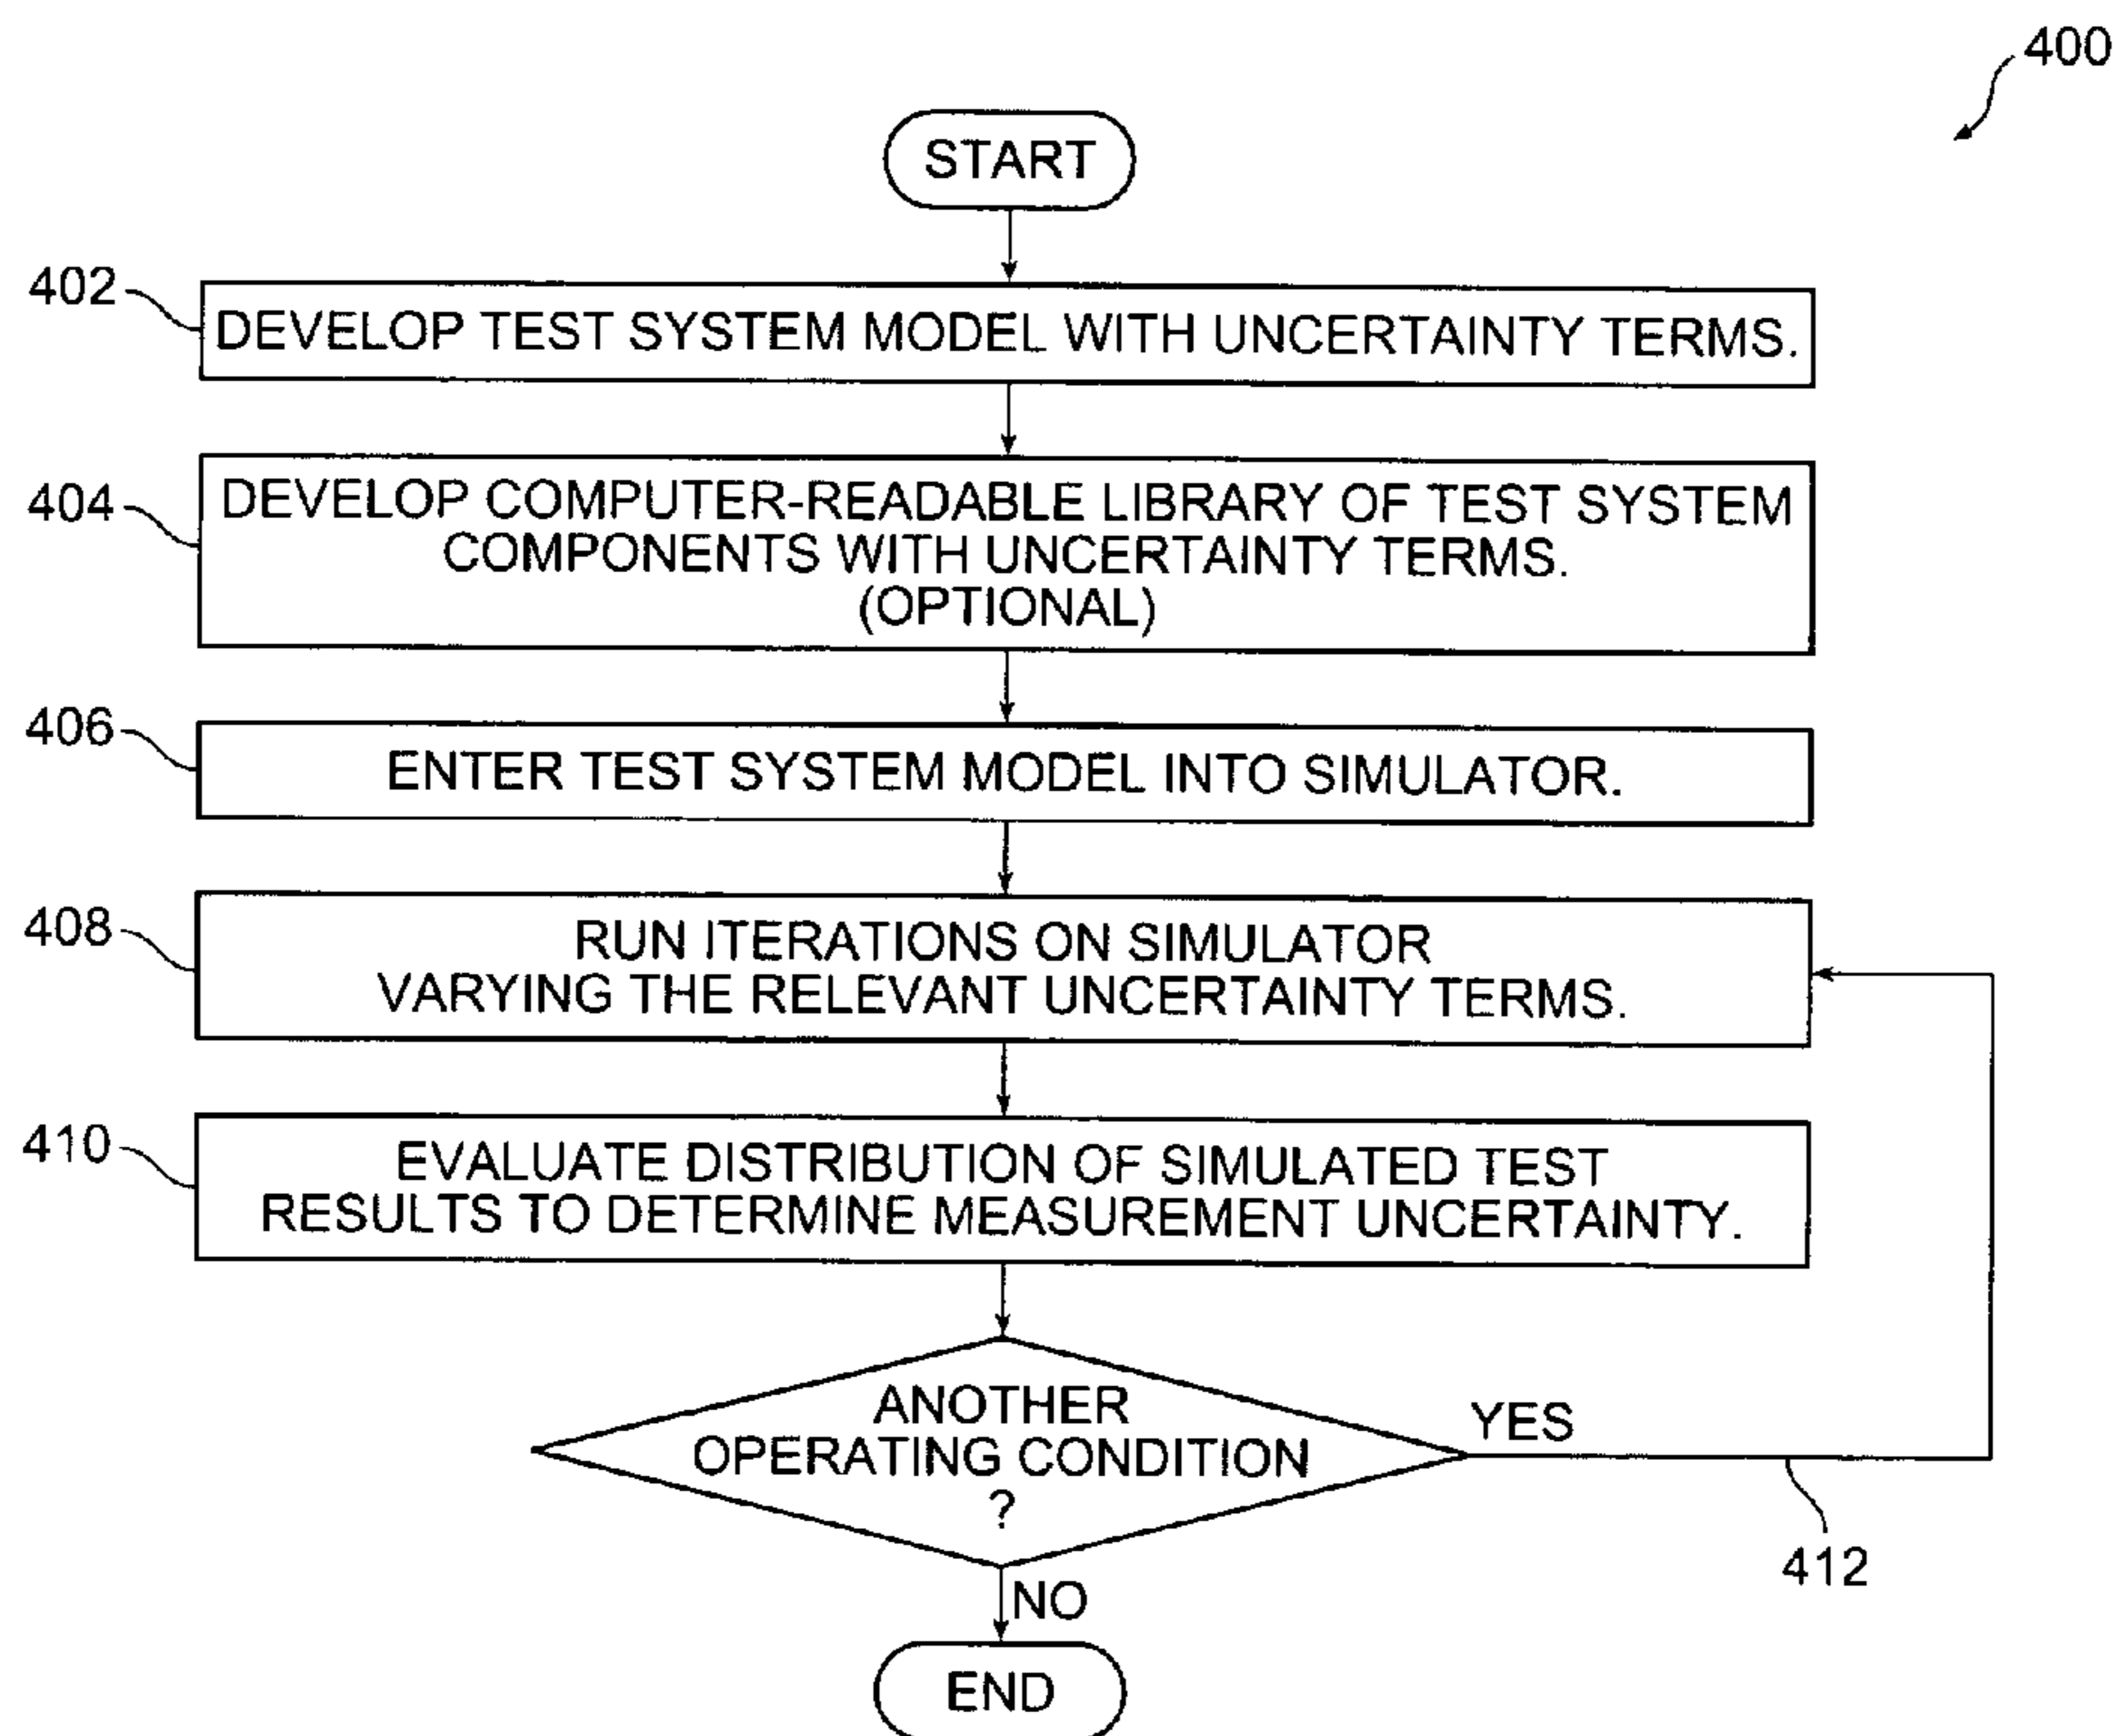 400
START
402
DEVELOP TEST SYSTEM MODEL WITH UNCERTAINTY TERMS.
404
DEVELOP COMPUTER-READABLE LIBRARY OF TEST SYSTEM
COMPONENTS WITH UNCERTAINTY TERMS.
(OPTIONAL)
406
ENTER TEST SYSTEM MODEL INTO SIMULATOR.
408
RUN ITERATIONS ON SIMULATOR
VARYING THE RELEVANT UNCERTAINTY TERMS.
410
EVALUATE DISTRIBUTION OF SIMULATED TEST
RESULTS TO DETERMINE MEASUREMENT UNCERTAINTY.
ANOTHER
OPERATING CONDITION
?
YES
412
NO
END